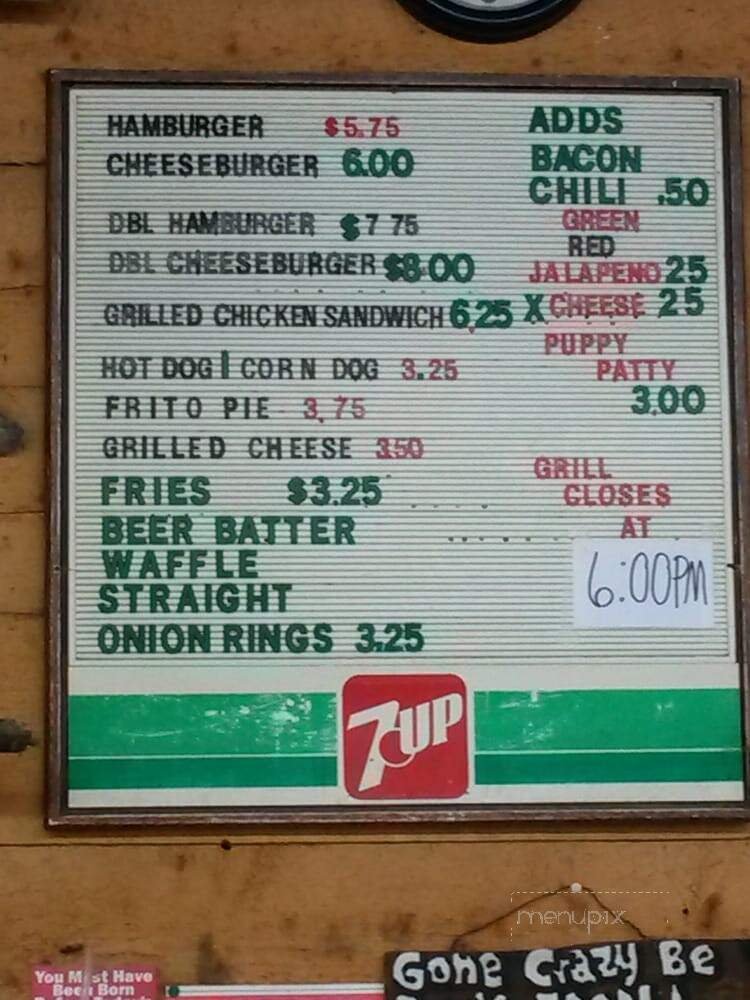 HAMBURGER $5.75
CHEESEBURGER 6.00
DBL HAMBURGER $7 75
DBL CHEESEBURGER $8.00
GRILLED CHICKEN SANDWICH 6.25
HOT DOG | CORN DOG 3.25
FRITO PIE 3.75
GRILLED CHEESE 3.50
FRIES $3.25
BEER BATTER
WAFFLE
STRAIGHT
ONION RINGS 3.25
ADDS
BACON
CHILI .50
GREEN
RED
JALAPENO 25
X CHEESE 25
PUPPY
PATTY
3.00
GRILL
CLOSES
AT
6:00PM
7UP
menupix
You Must Have
Been Born
Gone Crazy Be